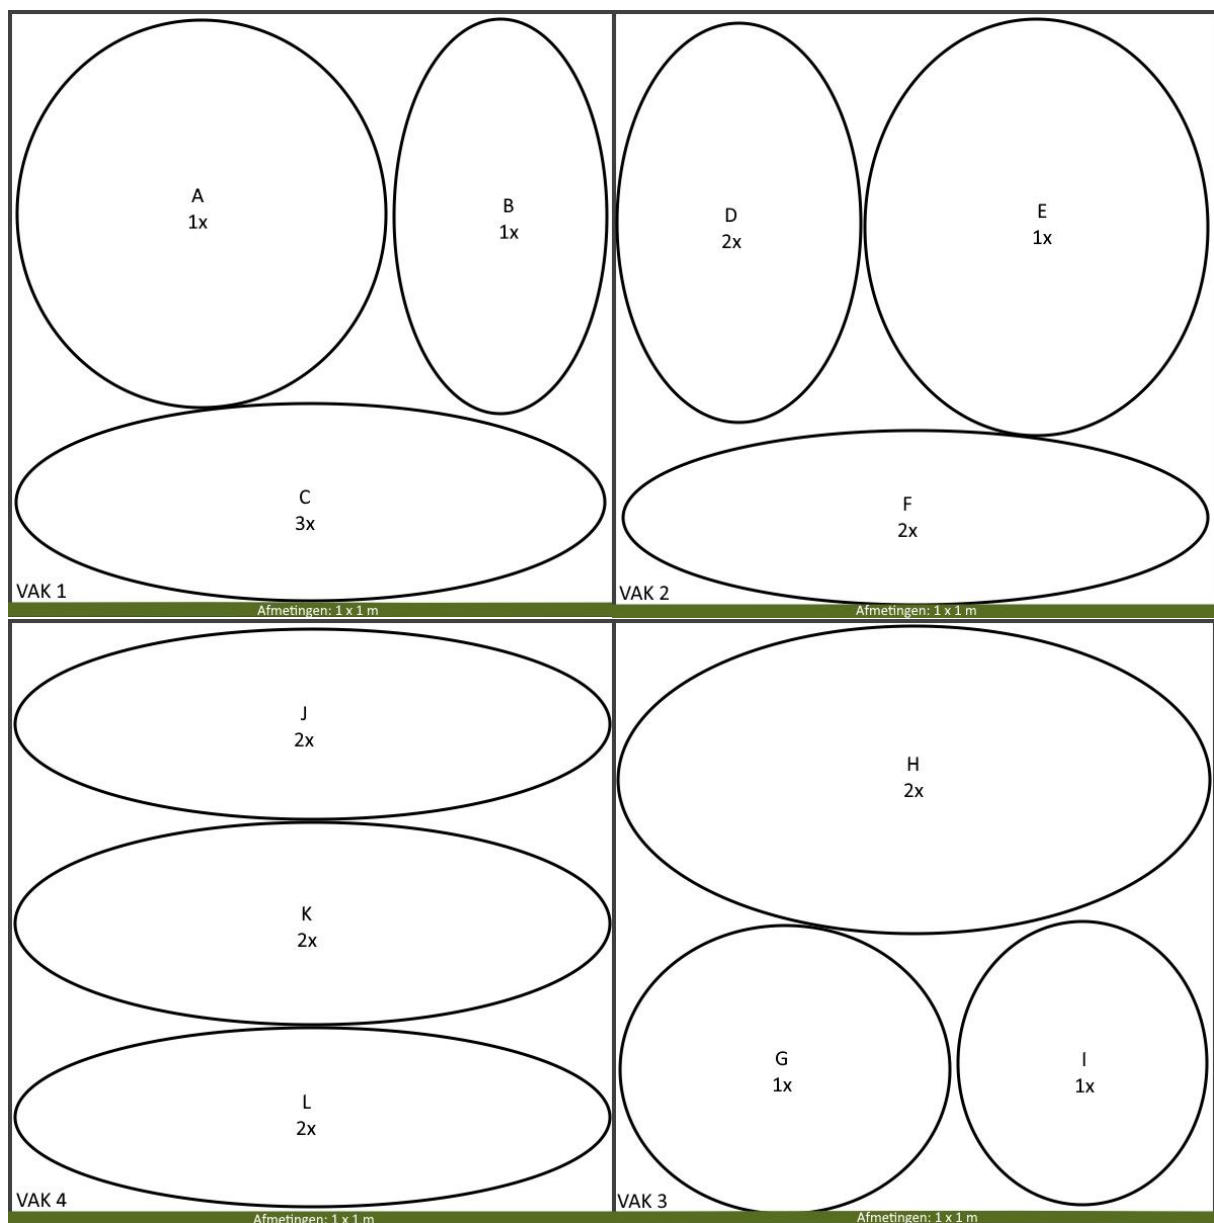 A
1x
B
1x
C
3x
VAK 1
Afmetingen: 1 x 1 m
D
2x
E
1x
F
2x
VAK 2
Afmetingen: 1 x 1 m
J
2x
K
2x
L
2x
VAK 4
Afmetingen: 1 x 1 m
H
2x
G
1x
I
1x
VAK 3
Afmetingen: 1 x 1 m